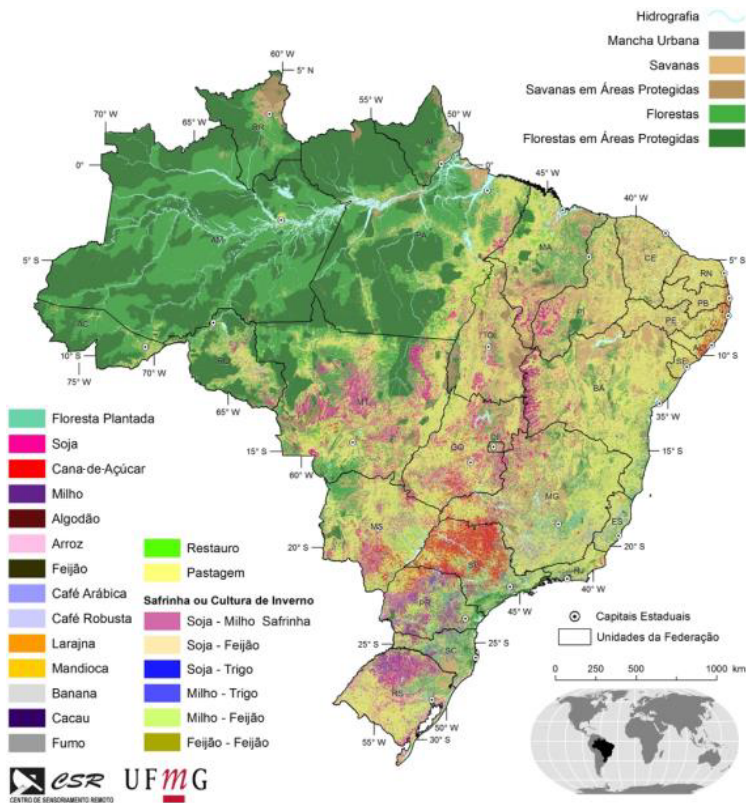 Hidrografia
Mancha Urbana
Savanas
Savanas em Áreas Protegidas
Florestas
Florestas em Áreas Protegidas
60° W
5° N
70° W
65° W
55° W
50° W
0°
0°
45° W
40° W
5° S
5° S
10° S
10° S
75° W
70° W
65° W
35° W
15° S
15° S
60° W
20° S
20° S
40° W
45° W
25° S
25° S
50° W
55° W
30° S
AM
PA
MA
CE
RN
PB
PE
SE
BA
MT
GO
MG
ES
MS
RJ
PR
SC
RS
Floresta Plantada
Soja
Cana-de-Açúcar
Milho
Algodão
Arroz
Feijão
Café Arábica
Café Robusta
Larajna
Mandioca
Banana
Cacau
Fumo
Restauro
Pastagem
Safrinha ou Cultura de Inverno
Soja - Milho Safrinha
Soja - Feijão
Soja - Trigo
Milho - Trigo
Milho - Feijão
Feijão - Feijão
Capitais Estaduais
Unidades da Federação
0 250 500 1000 km
CSR
CENTRO DE SENSORIAMENTO REMOTO
UFmG